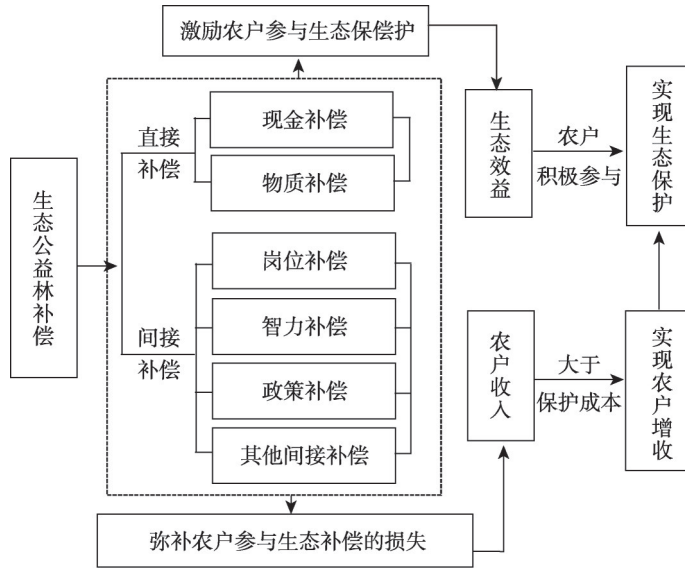 激励农户参与生态保偿护
生态公益林补偿
直接
补偿
现金补偿
物质补偿
间接
补偿
岗位补偿
智力补偿
政策补偿
其他间接补偿
弥补农户参与生态补偿的损失
生态效益
农户
积极参与
实现生态保护
农户收入
大于
保护成本
实现农户增收